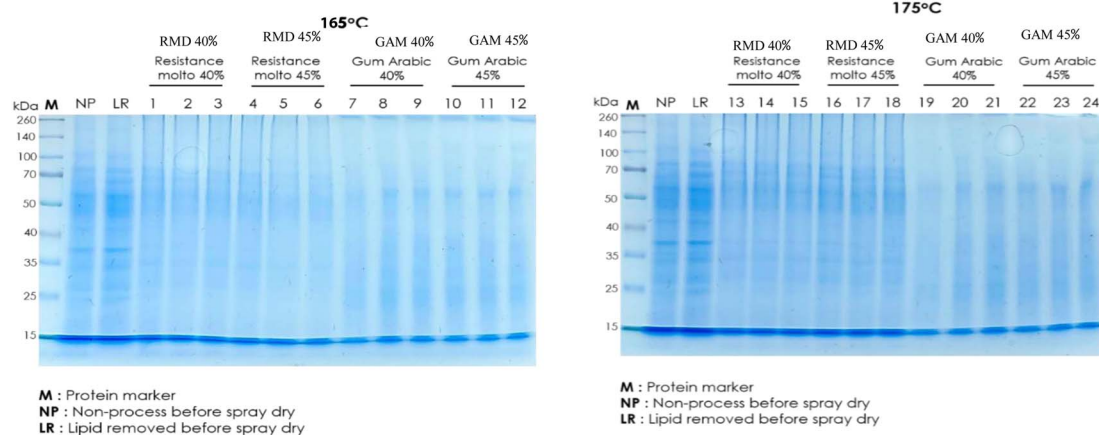 165°C
RMD 40% RMD 45% GAM 40% GAM 45%
Resistance molto 40% Resistance molto 45% Gum Arabic 40% Gum Arabic 45%
kDa M NP LR 1 2 3 4 5 6 7 8 9 10 11 12
260
140
100
70
50
40
35
25
15
M : Protein marker
NP : Non-process before spray dry
LR : Lipid removed before spray dry
175°C
RMD 40% RMD 45% GAM 40% GAM 45%
Resistance molto 40% Resistance molto 45% Gum Arabic 40% Gum Arabic 45%
kDa M NP LR 13 14 15 16 17 18 19 20 21 22 23 24
260
140
100
70
50
40
35
25
15
M : Protein marker
NP : Non-process before spray dry
LR : Lipid removed before spray dry